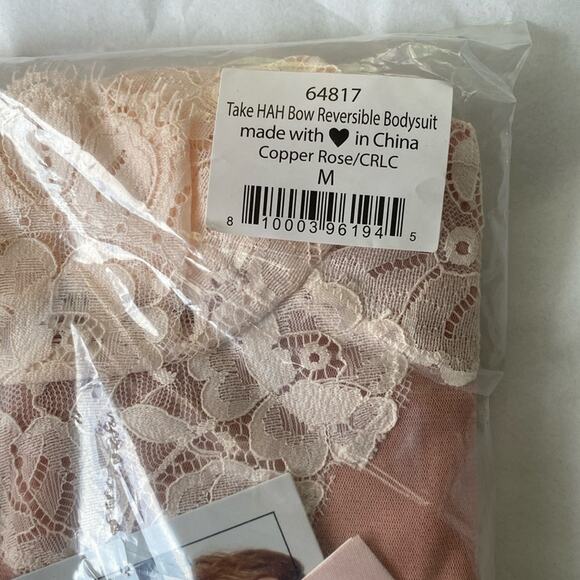 64817
Take HAH Bow Reversible Bodysuit
made with ♥ in China
Copper Rose/CRLC
M
8 10003 96194 5